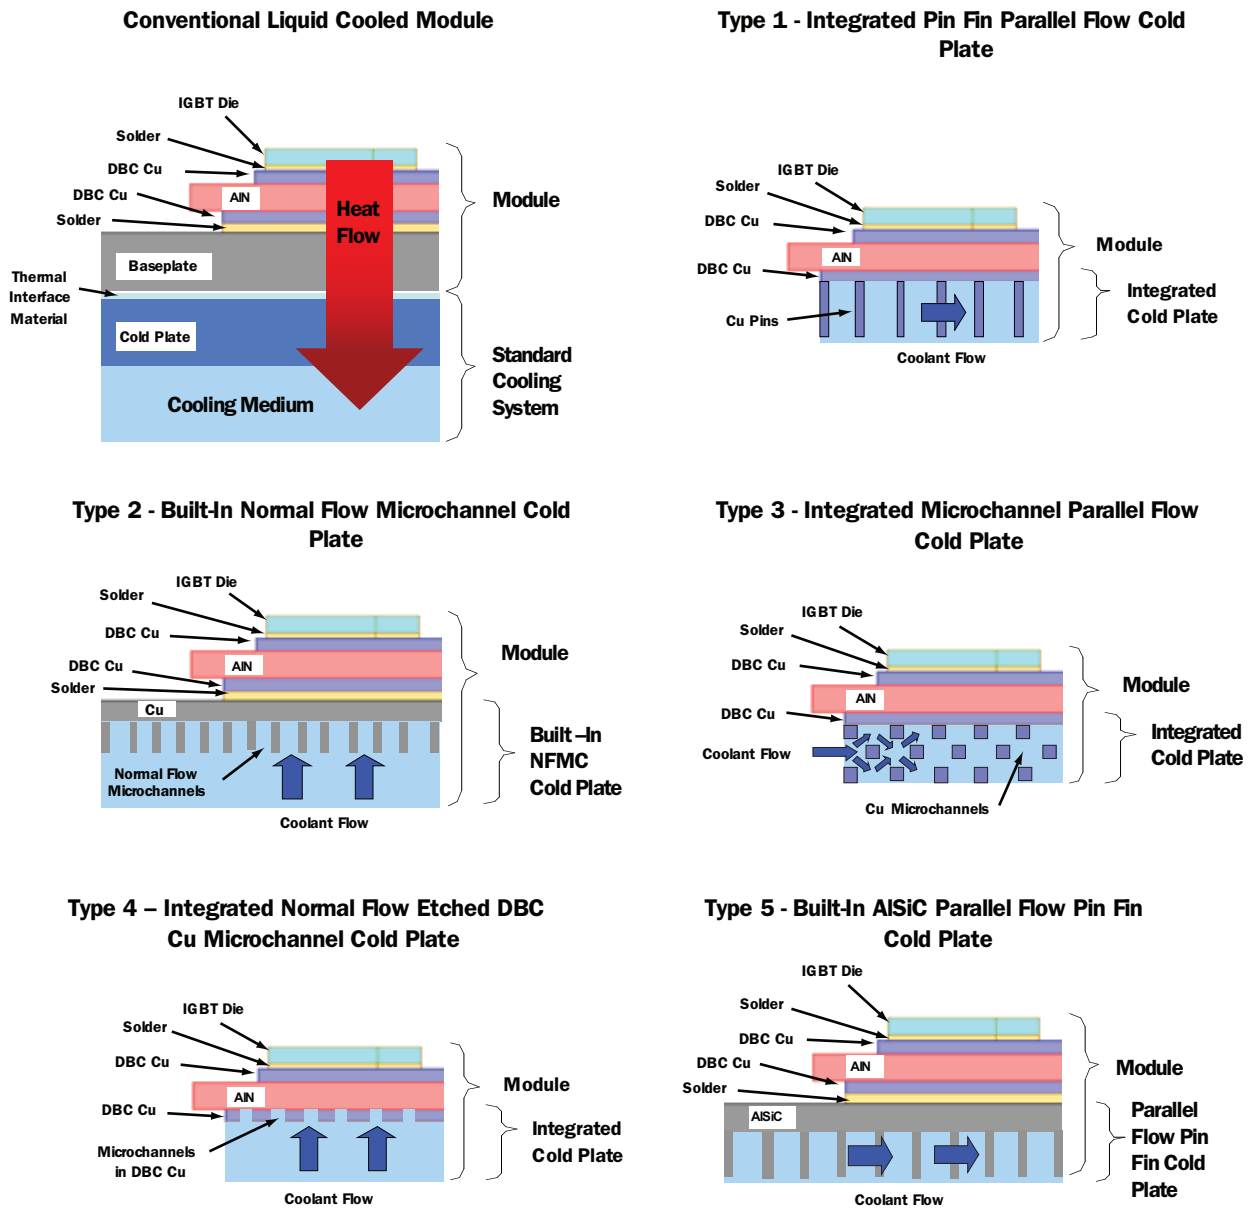 Conventional Liquid Cooled Module
IGBT Die
Solder
DBC Cu
DBC Cu
AlN
Solder
Heat
Flow
Module
Baseplate
Thermal
Interface
Material
Cold Plate
Standard
Cooling
System
Cooling Medium
Type 1 - Integrated Pin Fin Parallel Flow Cold
Plate
IGBT Die
Solder
DBC Cu
AlN
DBC Cu
Module
Integrated
Cold Plate
Cu Pins
Coolant Flow
Type 2 - Built-In Normal Flow Microchannel Cold
Plate
IGBT Die
Solder
DBC Cu
DBC Cu
AlN
Solder
Module
Cu
Built –In
NFMC
Cold Plate
Normal Flow
Microchannels
Coolant Flow
Type 3 - Integrated Microchannel Parallel Flow
Cold Plate
IGBT Die
Solder
DBC Cu
AlN
DBC Cu
Module
Coolant Flow
Integrated
Cold Plate
Cu Microchannels
Type 4 – Integrated Normal Flow Etched DBC
Cu Microchannel Cold Plate
IGBT Die
Solder
DBC Cu
AlN
DBC Cu
Module
Microchannels
in DBC Cu
Integrated
Cold Plate
Coolant Flow
Type 5 - Built-In AlSiC Parallel Flow Pin Fin
Cold Plate
IGBT Die
Solder
DBC Cu
DBC Cu
AlN
Solder
Module
AlSiC
Parallel
Flow Pin
Fin Cold
Plate
Coolant Flow